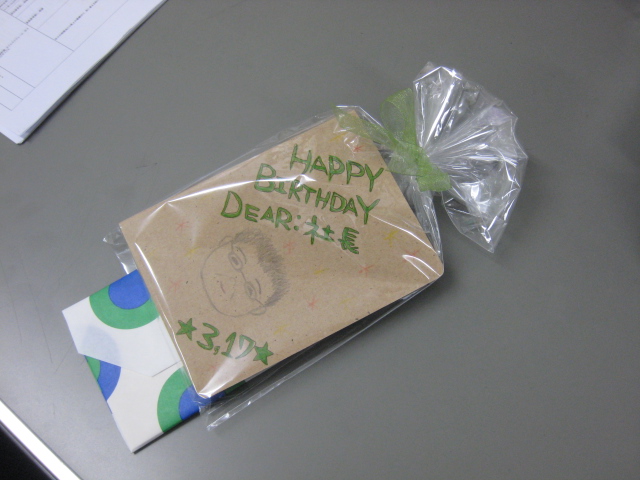 HAPPY
BiRTHDAY
DEAR: 社長
★3,17★